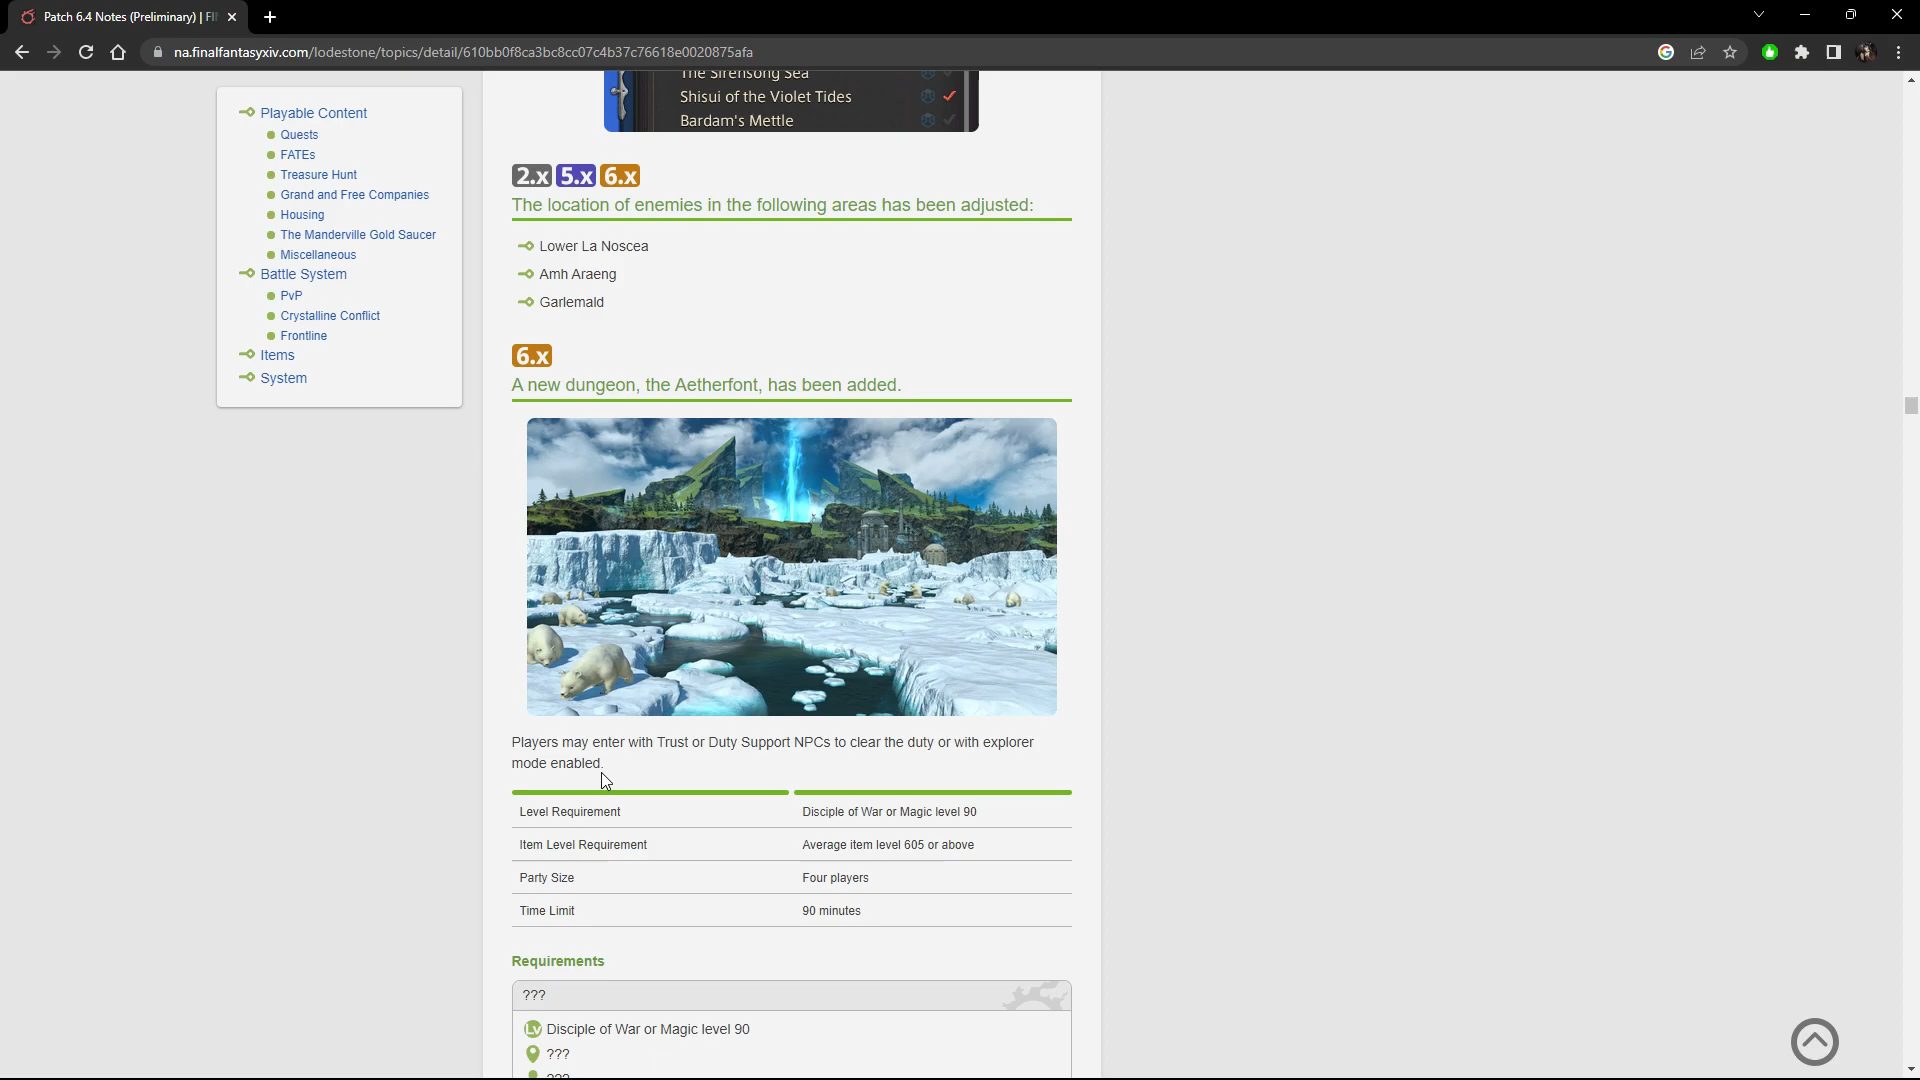 Patch 6.4 Notes (Preliminary) | FI
na.finalfantasyxiv.com/lodestone/topics/detail/610bb0f8ca3bc8cc07c4b37c76618e0020875afa
Playable Content
Quests
FATEs
Treasure Hunt
Grand and Free Companies
Housing
The Manderville Gold Saucer
Miscellaneous
Battle System
PvP
Crystalline Conflict
Frontline
Items
System
The Sirensong Sea
Shisui of the Violet Tides
Bardam's Mettle
2.x 5.x 6.x
The location of enemies in the following areas has been adjusted:
Lower La Noscea
Amh Araeng
Garlemald
6.x
A new dungeon, the Aetherfont, has been added.
Players may enter with Trust or Duty Support NPCs to clear the duty or with explorer
mode enabled.
Level Requirement Disciple of War or Magic level 90
Item Level Requirement Average item level 605 or above
Party Size Four players
Time Limit 90 minutes
Requirements
???
Lv Disciple of War or Magic level 90
???
???